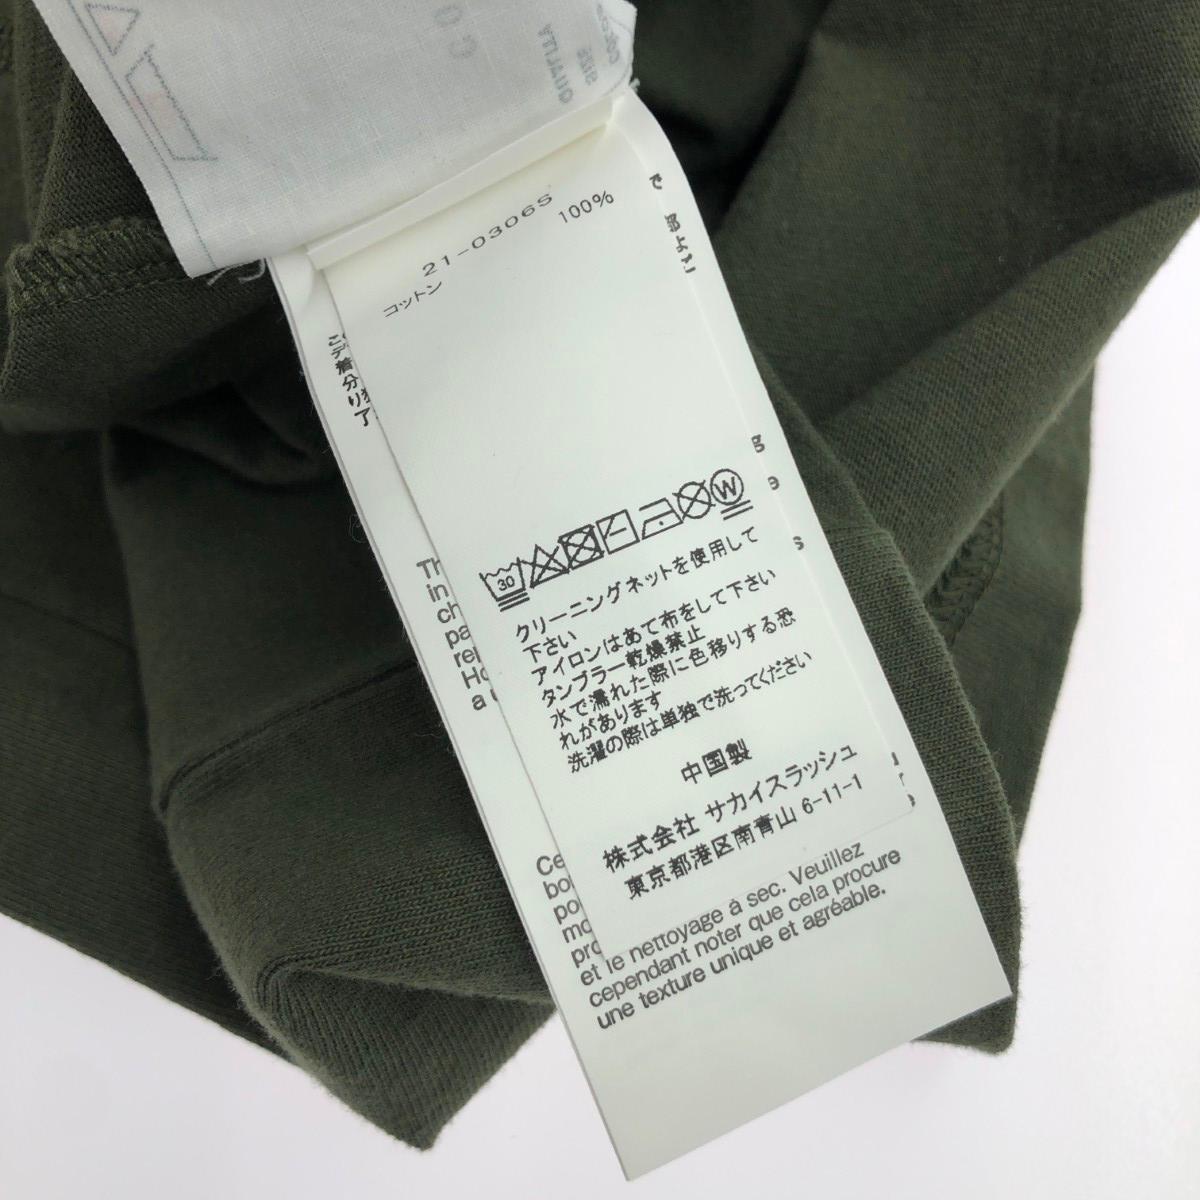 21-03065
コットン 100%
30
W
クリーニングネットを使用して
下さい
アイロンはあて布をして下さい
タンブラー乾燥禁止
水で濡れた際に色移りする恐
れがあります
洗濯の際は単独で洗ってください
中国製
株式会社 サカイスラッシュ
東京都港区南青山 6-11-1
et le nettoyage à sec. Veuillez
cependant noter que cela procure
une texture unique et agréable.